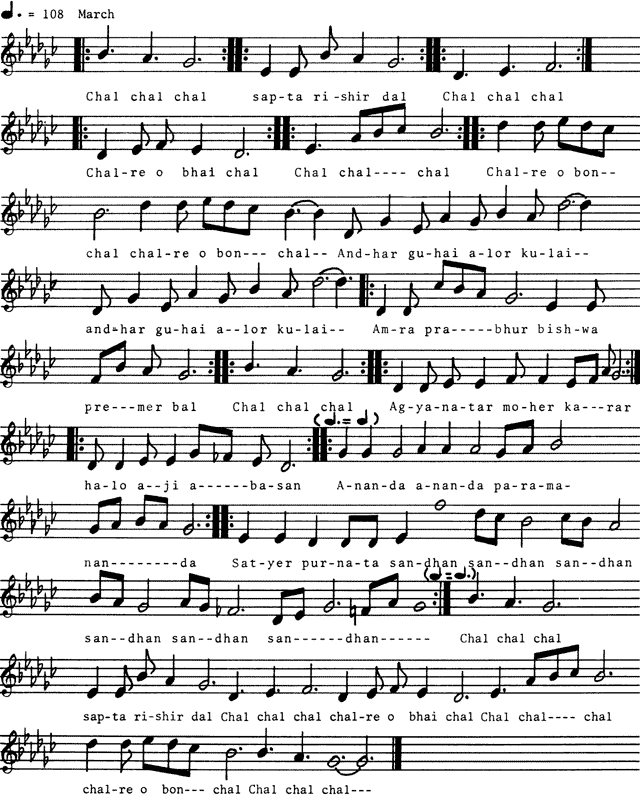 ♩. = 108 March
Chal chal chal sap-ta ri-shir dal Chal chal chal
Chal-re o bhai chal Chal chal---- chal Chal-re o bon--
chal chal-re o bon--- chal-- And-har gu-hai a-lor ku-lai--
and-har gu-hai a--lor ku-lai-- Am-ra pra-----bhur bish-wa
pre---mer bal Chal chal chal Ag-ya-na-tar mo-her ka---rar
(♩.= ♩)
ha-lo a--ji a------ba-san A-nan-da a-nan-da pa-ra-ma-
nan--------da Sat-yer pur-na-ta san-dhan san--dhan san--dhan
(♩=♩.)
san--dhan san--dhan san------dhan------ Chal chal chal
sap-ta ri-shir dal Chal chal chal chal-re o bhai chal Chal chal---- chal
chal-re o bon--- chal Chal chal chal---